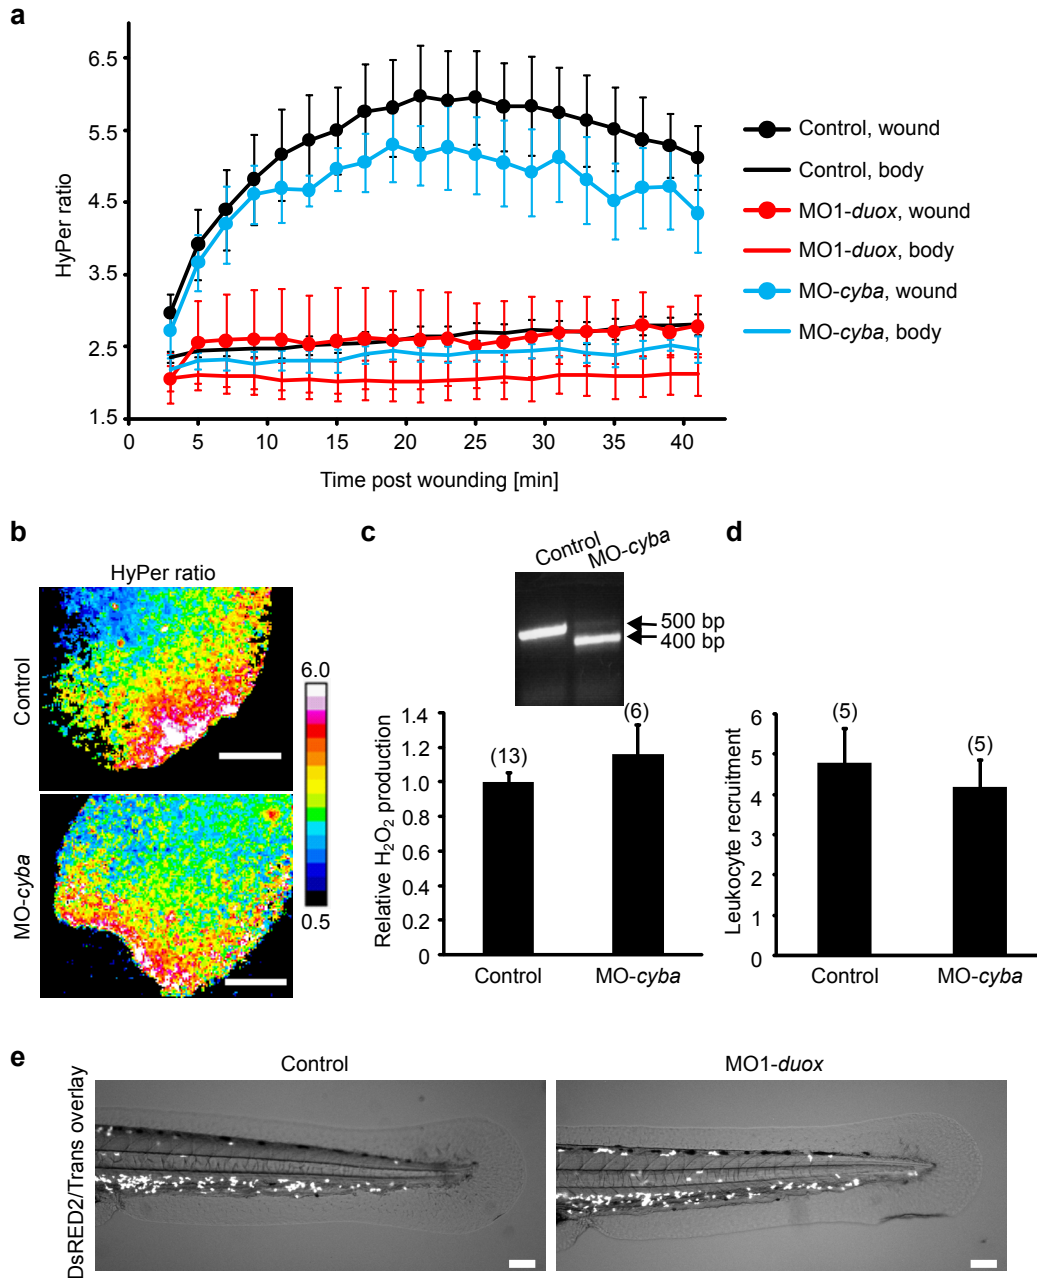 a
HyPer ratio
6.5
5.5
4.5
3.5
2.5
1.5
0 5 10 15 20 25 30 35 40
Time post wounding [min]
Control, wound
Control, body
MO1-duox, wound
MO1-duox, body
MO-cyba, wound
MO-cyba, body
b
HyPer ratio
Control
MO-cyba
6.0
0.5
c
Control
MO-cyba
500 bp
400 bp
Relative H₂O₂ production
1.4
1.2
1.0
0.8
0.6
0.4
0.2
0
(13)
(6)
Control MO-cyba
d
Leukocyte recruitment
6
5
4
3
2
1
0
(5)
(5)
Control MO-cyba
e
Control
MO1-duox
DsRED2/Trans overlay